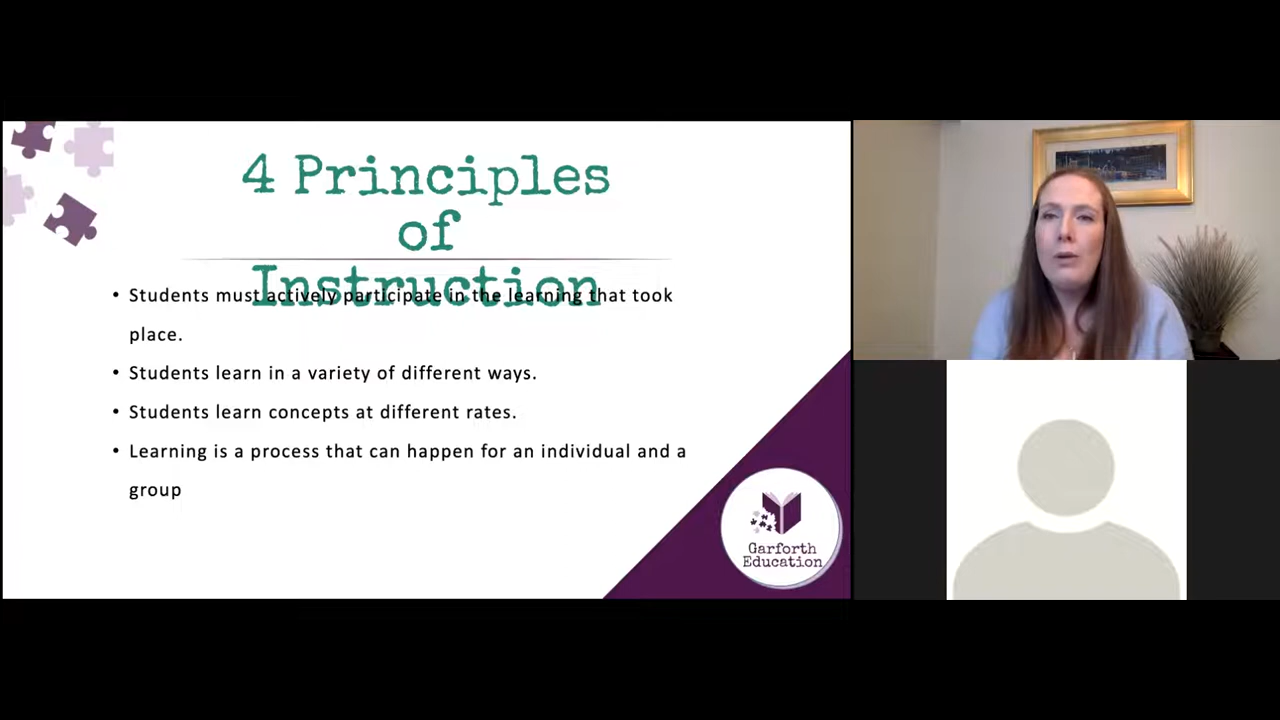 4 Principles
of
Instruction
• Students must actively participate in the learning that took
place.
• Students learn in a variety of different ways.
• Students learn concepts at different rates.
• Learning is a process that can happen for an individual and a
group
Garforth
Education